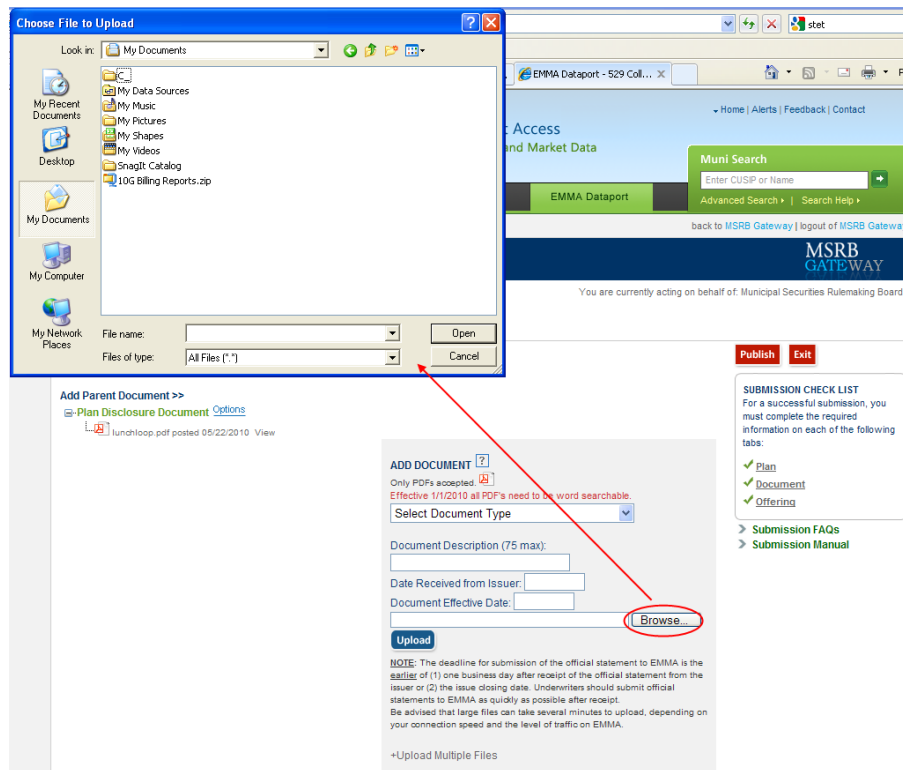 Choose File to Upload
Look in:
My Documents
My Recent Documents
Desktop
My Documents
My Computer
My Network Places
C_
My Data Sources
My Music
My Pictures
My Shapes
My Videos
SnagIt Catalog
10G Billing Reports.zip
File name:
Open
Files of type:
All Files (*.*)
Cancel
stet
EMMA Dataport - 529 Coll...
Home | Alerts | Feedback | Contact
Access
and Market Data
Muni Search
Enter CUSIP or Name
Advanced Search | Search Help
EMMA Dataport
back to MSRB Gateway | logout of MSRB Gatewa
MSRB
GATEWAY
You are currently acting on behalf of: Municipal Securities Rulemaking Board
Publish Exit
Add Parent Document >>
Plan Disclosure Document Options
lunchloop.pdf posted 05/22/2010 View
SUBMISSION CHECK LIST
For a successful submission, you
must complete the required
information on each of the following
tabs:
Plan
Document
Offering
Submission FAQs
Submission Manual
ADD DOCUMENT ?
Only PDFs accepted.
Effective 1/1/2010 all PDF's need to be word searchable.
Select Document Type
Document Description (75 max):
Date Received from Issuer:
Document Effective Date:
Browse...
Upload
NOTE: The deadline for submission of the official statement to EMMA is the
earlier of (1) one business day after receipt of the official statement from the
issuer or (2) the issue closing date. Underwriters should submit official
statements to EMMA as quickly as possible after receipt.
Be advised that large files can take several minutes to upload, depending on
your connection speed and the level of traffic on EMMA.
+Upload Multiple Files